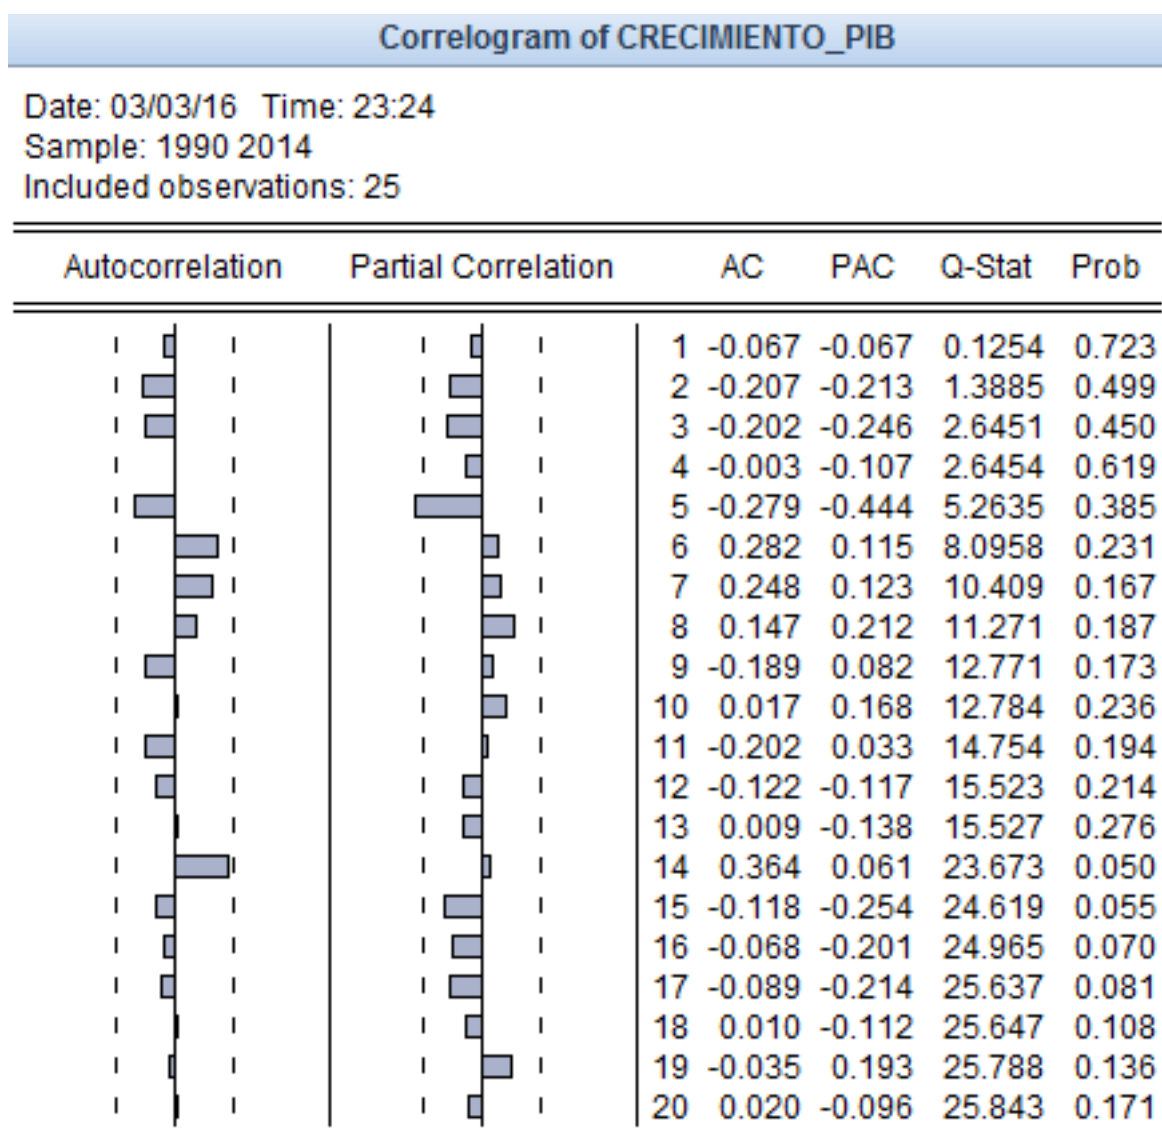 Correlogram of CRECIMIENTO_PIB
Date: 03/03/16 Time: 23:24
Sample: 1990 2014
Included observations: 25
Autocorrelation Partial Correlation AC PAC Q-Stat Prob
1 -0.067 -0.067 0.1254 0.723
2 -0.207 -0.213 1.3885 0.499
3 -0.202 -0.246 2.6451 0.450
4 -0.003 -0.107 2.6454 0.619
5 -0.279 -0.444 5.2635 0.385
6 0.282 0.115 8.0958 0.231
7 0.248 0.123 10.409 0.167
8 0.147 0.212 11.271 0.187
9 -0.189 0.082 12.771 0.173
10 0.017 0.168 12.784 0.236
11 -0.202 0.033 14.754 0.194
12 -0.122 -0.117 15.523 0.214
13 0.009 -0.138 15.527 0.276
14 0.364 0.061 23.673 0.050
15 -0.118 -0.254 24.619 0.055
16 -0.068 -0.201 24.965 0.070
17 -0.089 -0.214 25.637 0.081
18 0.010 -0.112 25.647 0.108
19 -0.035 0.193 25.788 0.136
20 0.020 -0.096 25.843 0.171